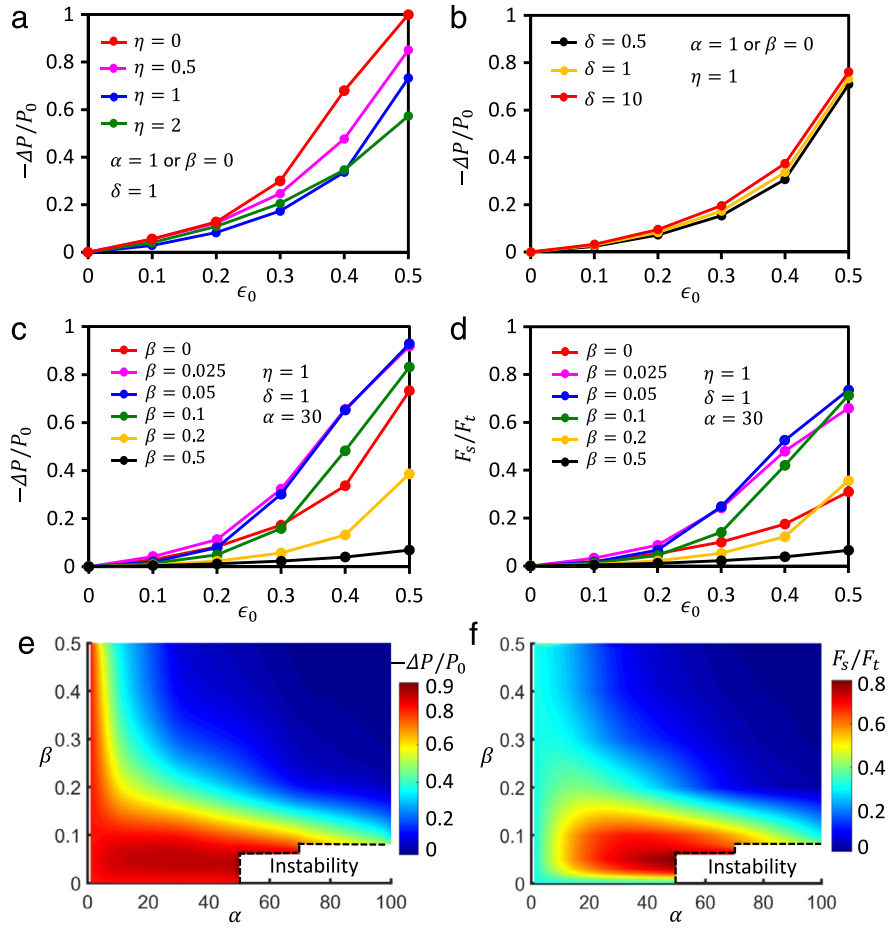 a
−ΔP/P₀
1
0.8
0.6
0.4
0.2
0
η = 0
η = 0.5
η = 1
η = 2
α = 1 or β = 0
δ = 1
0 0.1 0.2 0.3 0.4 0.5
ϵ₀
b
−ΔP/P₀
1
0.8
0.6
0.4
0.2
0
δ = 0.5
δ = 1
δ = 10
α = 1 or β = 0
η = 1
0 0.1 0.2 0.3 0.4 0.5
ϵ₀
c
−ΔP/P₀
1
0.8
0.6
0.4
0.2
0
β = 0
β = 0.025
β = 0.05
β = 0.1
β = 0.2
β = 0.5
η = 1
δ = 1
α = 30
0 0.1 0.2 0.3 0.4 0.5
ϵ₀
d
Fₛ/Fₜ
1
0.8
0.6
0.4
0.2
0
β = 0
β = 0.025
β = 0.05
β = 0.1
β = 0.2
β = 0.5
η = 1
δ = 1
α = 30
0 0.1 0.2 0.3 0.4 0.5
ϵ₀
e
β
0.5
0.4
0.3
0.2
0.1
0
Instability
0 20 40 60 80 100
α
−ΔP/P₀
0.9
0.8
0.6
0.4
0.2
0
f
β
0.5
0.4
0.3
0.2
0.1
0
Instability
0 20 40 60 80 100
α
Fₛ/Fₜ
0.8
0.6
0.4
0.2
0